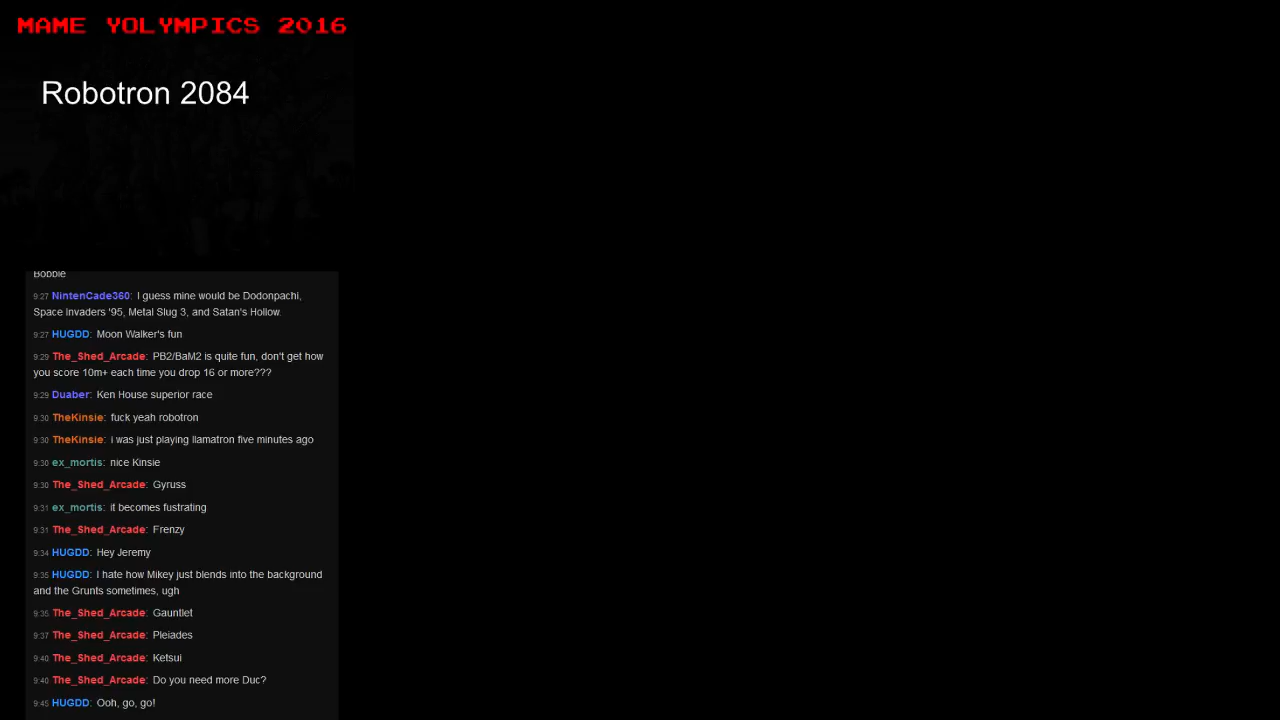 MAME YOLYMPICS 2016
Robotron 2084
Bobble
9:27 NintenCade360: I guess mine would be Dodonpachi,
Space Invaders '95, Metal Slug 3, and Satan's Hollow.
9:27 HUGDD: Moon Walker's fun
9:29 The_Shed_Arcade: PB2/BaM2 is quite fun, don't get how
you score 10m+ each time you drop 16 or more???
9:29 Duaber: Ken House superior race
9:30 TheKinsie: fuck yeah robotron
9:30 TheKinsie: i was just playing llamatron five minutes ago
9:30 ex_mortis: nice Kinsie
9:30 The_Shed_Arcade: Gyruss
9:31 ex_mortis: it becomes fustrating
9:31 The_Shed_Arcade: Frenzy
9:34 HUGDD: Hey Jeremy
9:35 HUGDD: I hate how Mikey just blends into the background
and the Grunts sometimes, ugh
9:35 The_Shed_Arcade: Gauntlet
9:37 The_Shed_Arcade: Pleiades
9:40 The_Shed_Arcade: Ketsui
9:40 The_Shed_Arcade: Do you need more Duc?
9:45 HUGDD: Ooh, go, go!